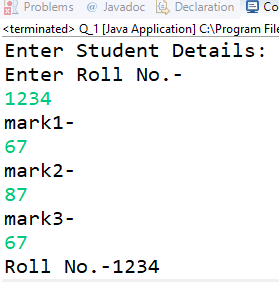 Problems @ Javadoc Declaration Co
<terminated> Q_1 [Java Application] C:\Program File
Enter Student Details:
Enter Roll No.-
1234
mark1-
67
mark2-
87
mark3-
67
Roll No.-1234